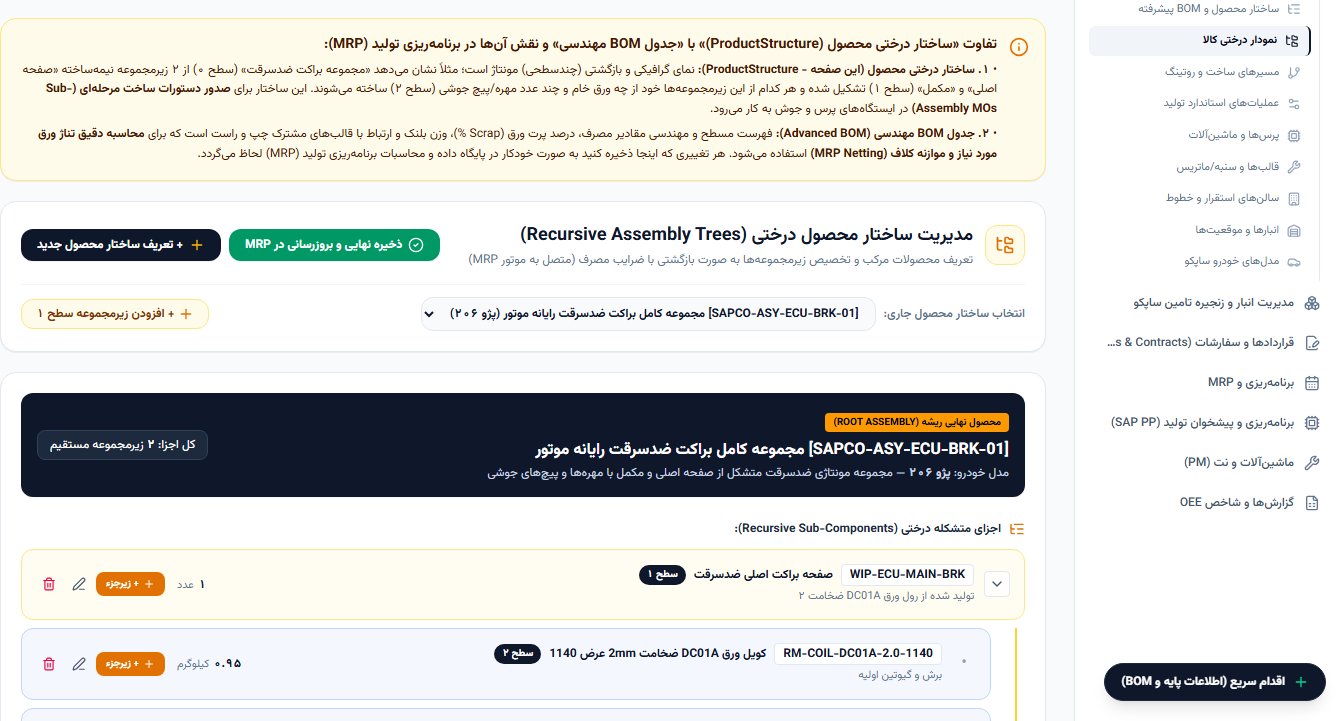 ساختار محصول و BOM پیشرفته
نمودار درختی کالا
مسیرهای ساخت و روتینگ
عملیات‌های استاندارد تولید
پرس‌ها و ماشین‌آلات
قالب‌ها و سنبه/ماتریس
سالن‌های استقرار و خطوط
انبارها و موقعیت‌ها
مدل‌های خودرو ساپکو
مدیریت انبار و زنجیره تامین ساپکو
قراردادها و سفارشات (s & Contracts...
برنامه‌ریزی و MRP
برنامه‌ریزی و پیشخوان تولید (SAP PP)
ماشین‌آلات و نت (PM)
گزارش‌ها و شاخص OEE
+ اقدام سریع (اطلاعات پایه و BOM)
تفاوت «ساختار درختی محصول (ProductStructure)» با «جدول BOM مهندسی» و نقش آن‌ها در برنامه‌ریزی تولید (MRP):
• ۱. ساختار درختی محصول (این صفحه - ProductStructure): نمای گرافیکی و بازگشتی (چندسطحی) مونتاژ است؛ مثلاً نشان می‌دهد «مجموعه براکت ضدسرقت» (سطح ۰) از ۲ زیرمجموعه نیمه‌ساخته «صفحه
اصلی» و «مکمل» (سطح ۱) تشکیل شده و هر کدام از این زیرمجموعه‌ها خود از چه ورق خام و چند عدد مهره/پیچ جوشی (سطح ۲) ساخته می‌شوند. این ساختار برای صدور دستورات ساخت مرحله‌ای (Sub-
Assembly MOs) در ایستگاه‌های پرس و جوش به کار می‌رود.
• ۲. جدول BOM مهندسی (Advanced BOM): فهرست مسطح و مهندسی مقادیر مصرف، درصد پرت ورق (Scrap %)، وزن بلنک و ارتباط با قالب‌های مشترک چپ و راست است که برای محاسبه دقیق تناژ ورق
مورد نیاز و موازنه کلاف (MRP Netting) استفاده می‌شود. هر تغییری که اینجا ذخیره کنید به صورت خودکار در پایگاه داده و محاسبات برنامه‌ریزی تولید (MRP) لحاظ می‌گردد.
مدیریت ساختار محصول درختی (Recursive Assembly Trees)
تعریف محصولات مرکب و تخصیص زیرمجموعه‌ها به صورت بازگشتی با ضرایب مصرف (متصل به موتور MRP)
ذخیره نهایی و بروزرسانی در MRP
+ + تعریف ساختار محصول جدید
انتخاب ساختار محصول جاری:
[SAPCO-ASY-ECU-BRK-01] مجموعه کامل براکت ضدسرقت رایانه موتور (پژو ۲۰۶)
+ + افزودن زیرمجموعه سطح ۱
محصول نهایی ریشه (ROOT ASSEMBLY)
[SAPCO-ASY-ECU-BRK-01] مجموعه کامل براکت ضدسرقت رایانه موتور
مدل خودرو: پژو ۲۰۶ — مجموعه مونتاژی ضدسرقت متشکل از صفحه اصلی و مکمل با مهره‌ها و پیچ‌های جوشی
کل اجزا: ۲ زیرمجموعه مستقیم
اجزای متشکله درختی (Recursive Sub-Components):
WIP-ECU-MAIN-BRK صفحه براکت اصلی ضدسرقت سطح ۱
تولید شده از رول ورق DC01A ضخامت ۲
۱ عدد
+ + زیرجزء
RM-COIL-DC01A-2.0-1140 کویل ورق DC01A ضخامت 2mm عرض 1140 سطح ۲
برش و گیوتین اولیه
۰.۹۵ کیلوگرم
+ + زیرجزء